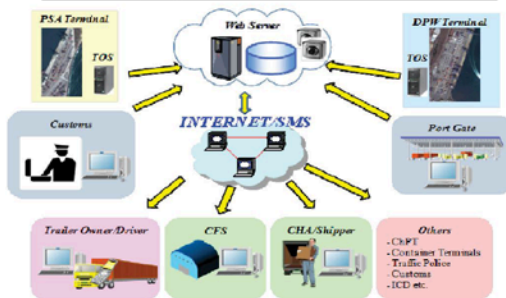 PSA Terminal
Web Server
DPW Terminal
TOS
TOS
Customs
INTERNET/SMS
Port Gate
Trailer Owner/Driver
CFS
CHA/Shipper
Others
- ChPT
- Container Terminals
- Traffic Police
- Customs
- ICD etc.